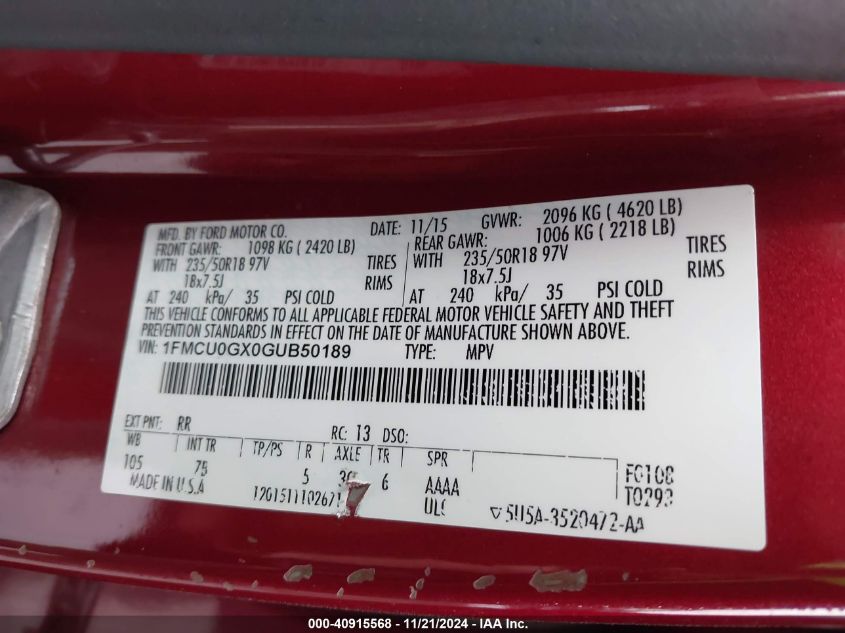 MFD. BY FORD MOTOR CO. DATE: 11/15 GVWR: 2096 KG ( 4620 LB)
FRONT GAWR: 1098 KG ( 2420 LB) REAR GAWR: 1006 KG ( 2218 LB)
WITH 235/50R18 97V TIRES WITH 235/50R18 97V TIRES
18x7.5J RIMS 18x7.5J RIMS
AT 240 kPa/ 35 PSI COLD AT 240 kPa/ 35 PSI COLD
THIS VEHICLE CONFORMS TO ALL APPLICABLE FEDERAL MOTOR VEHICLE SAFETY AND THEFT
PREVENTION STANDARDS IN EFFECT ON THE DATE OF MANUFACTURE SHOWN ABOVE.
VIN: 1FMCU0GX0GUB50189 TYPE: MPV
EXT PNT: RR RC: 13 DSO:
WB INT TR TP/PS R AXLE TR SPR
105 75 5 6 AAAA F0108
MADE IN U.S.A UL T0293
5U5A-3520472-AA
000-40915568 - 11/21/2024 - IAA Inc.